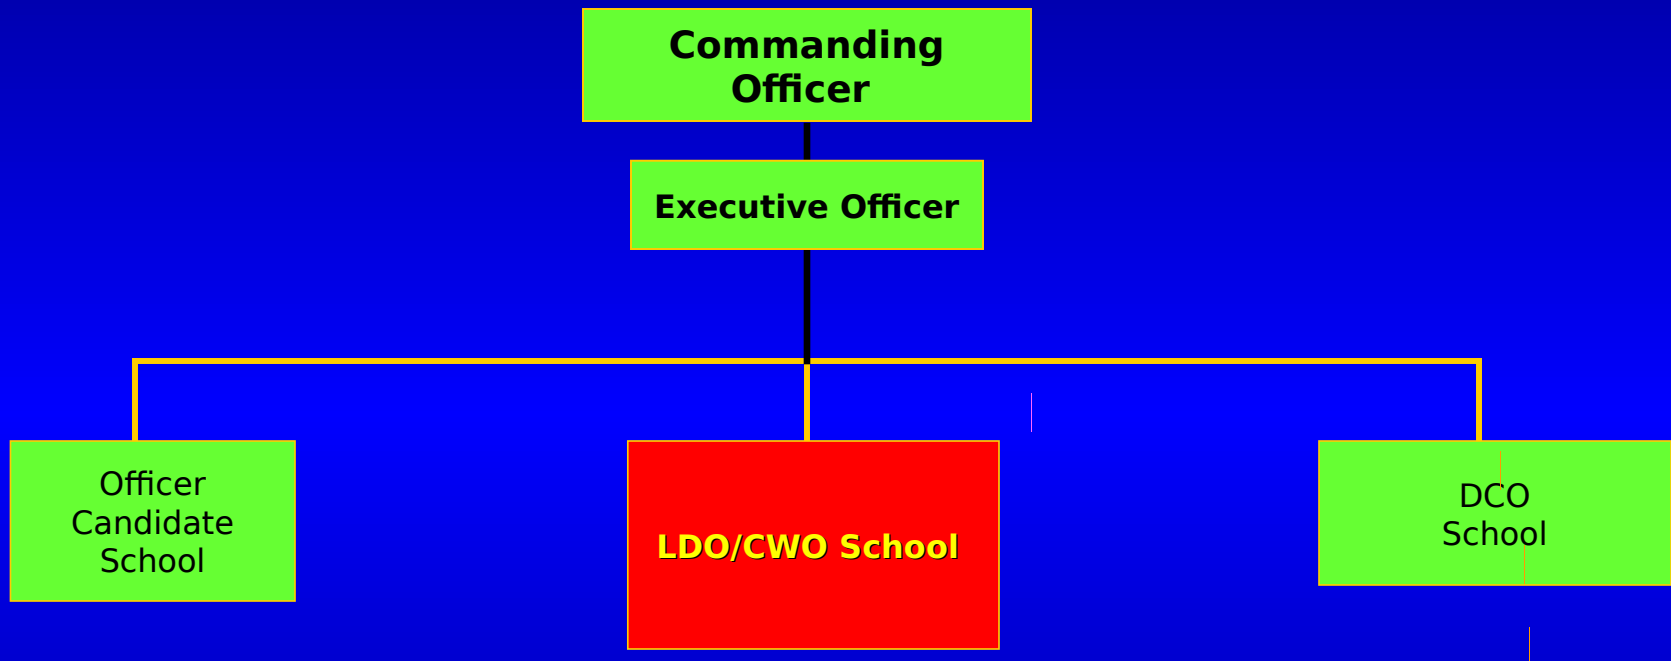 Commanding
Officer
Executive Officer
Officer
Candidate
School
LDO/CWO School
DCO
School